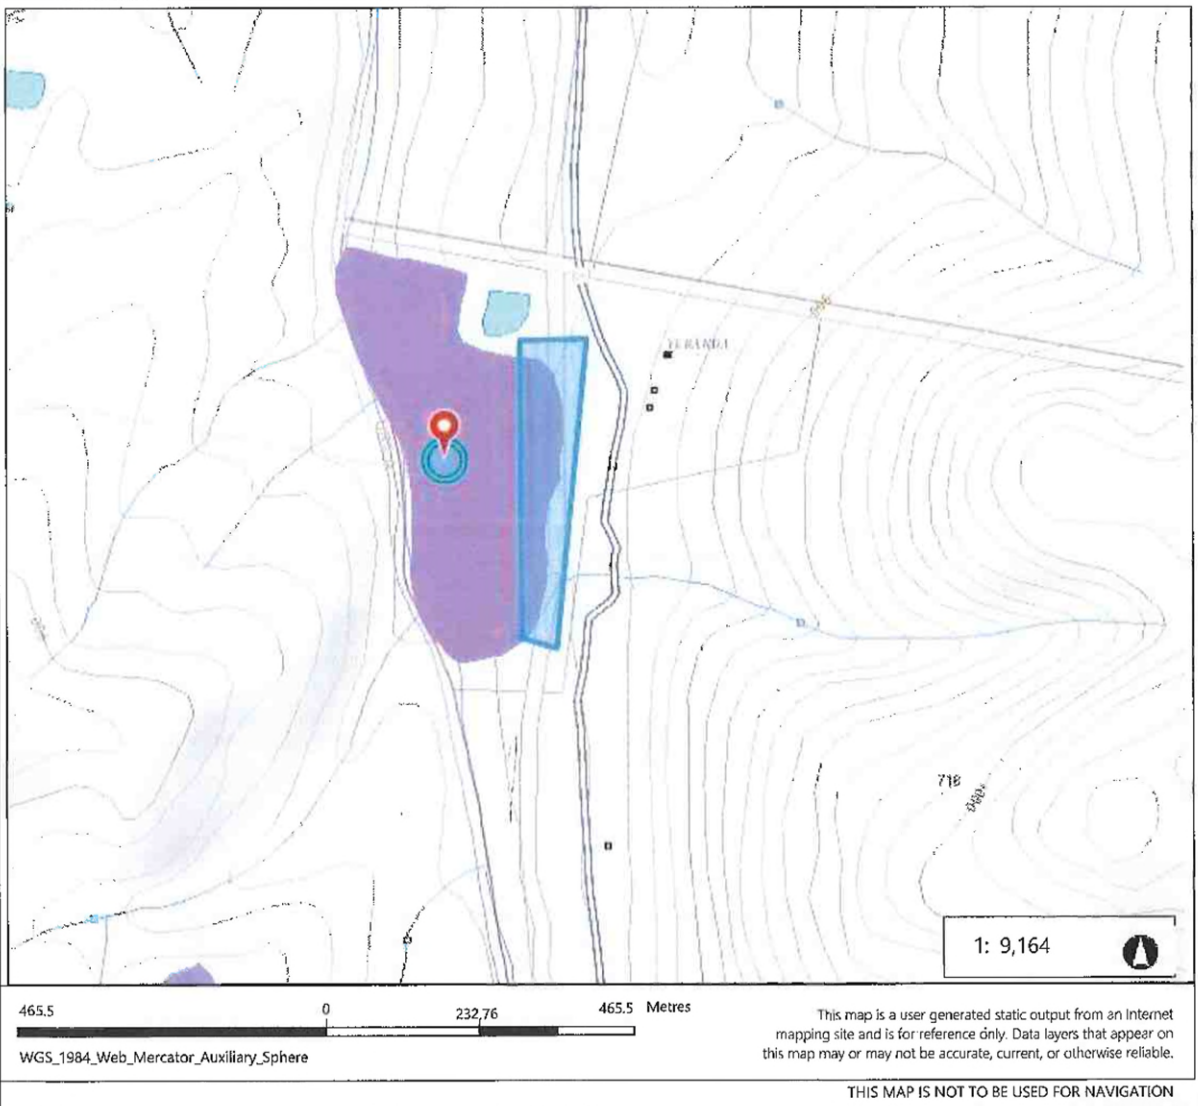 718
1: 9,164
465.5 0 232,76 465.5 Metres
WGS_1984_Web_Mercator_Auxiliary_Sphere
This map is a user generated static output from an Internet
mapping site and is for reference only. Data layers that appear on
this map may or may not be accurate, current, or otherwise reliable.
THIS MAP IS NOT TO BE USED FOR NAVIGATION